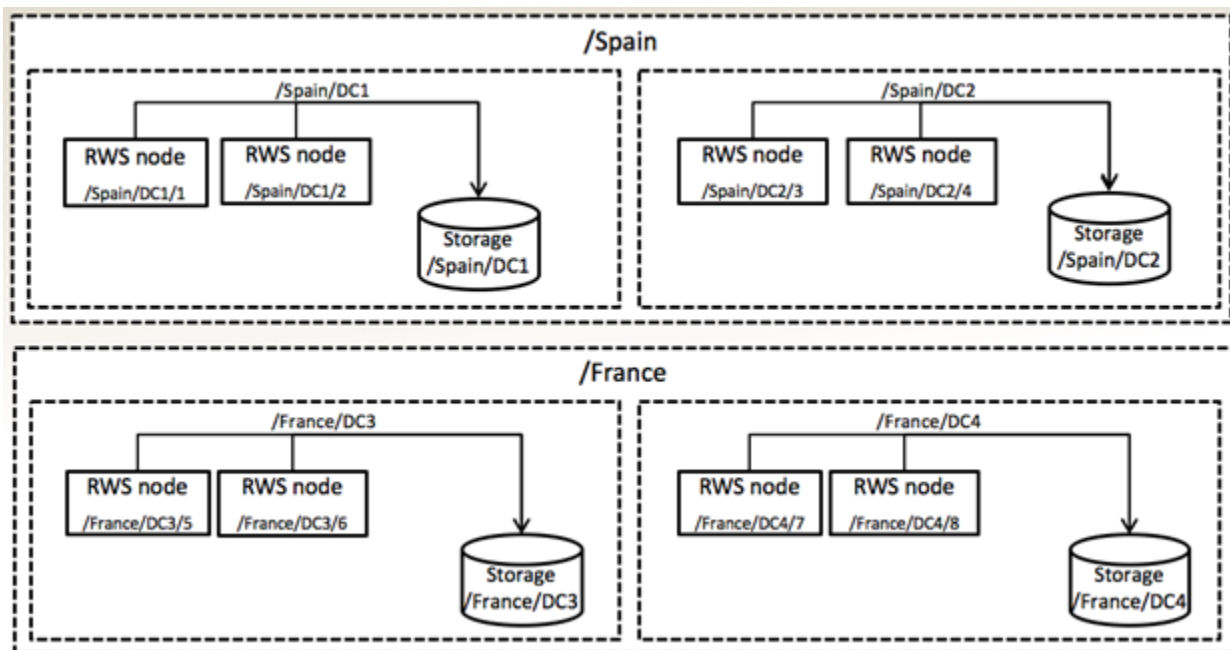 /Spain
/Spain/DC1
RWS node
/Spain/DC1/1
RWS node
/Spain/DC1/2
Storage
/Spain/DC1
/Spain/DC2
RWS node
/Spain/DC2/3
RWS node
/Spain/DC2/4
Storage
/Spain/DC2
/France
/France/DC3
RWS node
/France/DC3/5
RWS node
/France/DC3/6
Storage
/France/DC3
/France/DC4
RWS node
/France/DC4/7
RWS node
/France/DC4/8
Storage
/France/DC4